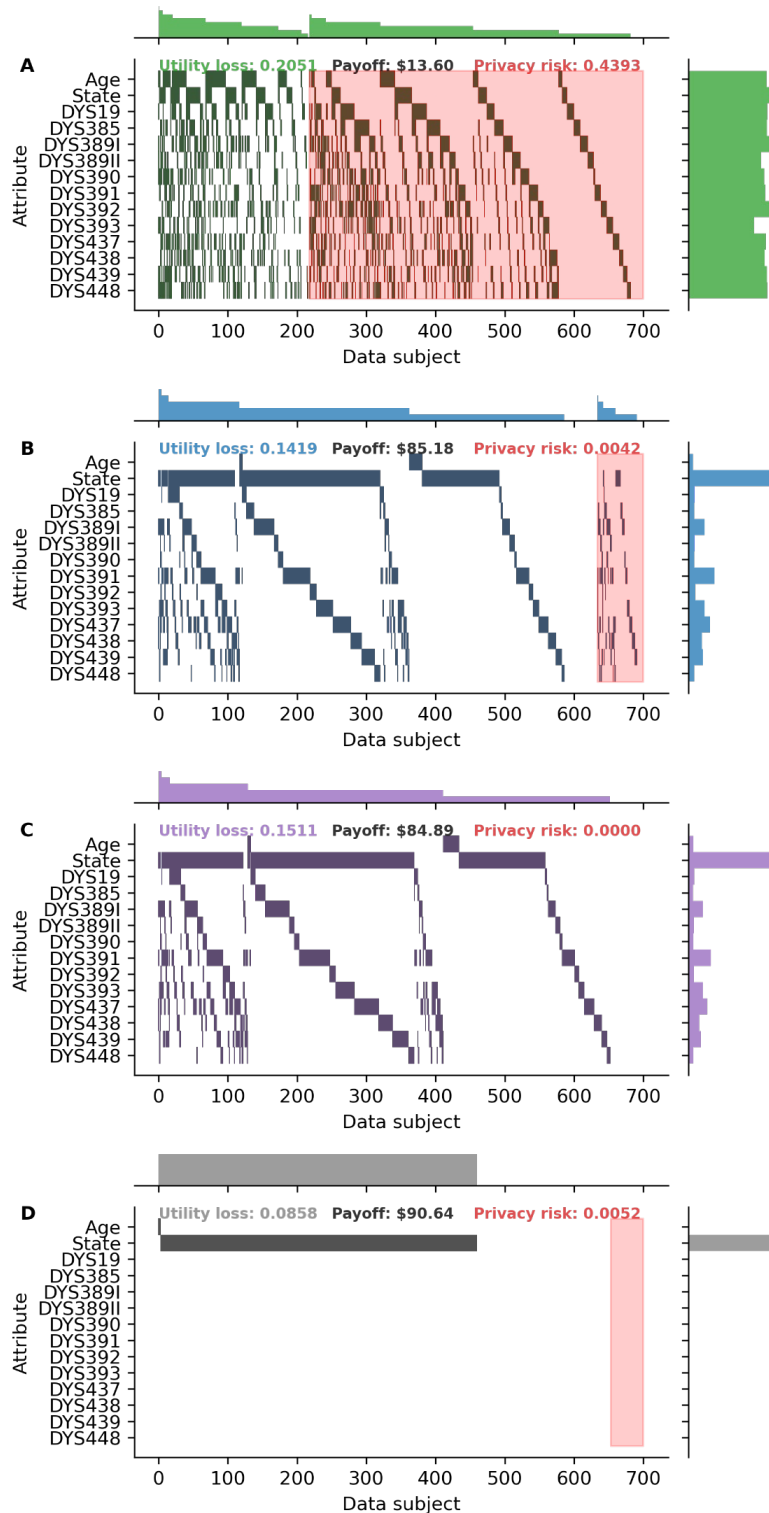 A
Utility loss: 0.2051 Payoff: $13.60 Privacy risk: 0.4393
Attribute
Age
State
DYS19
DYS385
DYS389I
DYS389II
DYS390
DYS391
DYS392
DYS393
DYS437
DYS438
DYS439
DYS448
0 100 200 300 400 500 600 700
Data subject
B
Utility loss: 0.1419 Payoff: $85.18 Privacy risk: 0.0042
Attribute
Age
State
DYS19
DYS385
DYS389I
DYS389II
DYS390
DYS391
DYS392
DYS393
DYS437
DYS438
DYS439
DYS448
0 100 200 300 400 500 600 700
Data subject
C
Utility loss: 0.1511 Payoff: $84.89 Privacy risk: 0.0000
Attribute
Age
State
DYS19
DYS385
DYS389I
DYS389II
DYS390
DYS391
DYS392
DYS393
DYS437
DYS438
DYS439
DYS448
0 100 200 300 400 500 600 700
Data subject
D
Utility loss: 0.0858 Payoff: $90.64 Privacy risk: 0.0052
Attribute
Age
State
DYS19
DYS385
DYS389I
DYS389II
DYS390
DYS391
DYS392
DYS393
DYS437
DYS438
DYS439
DYS448
0 100 200 300 400 500 600 700
Data subject